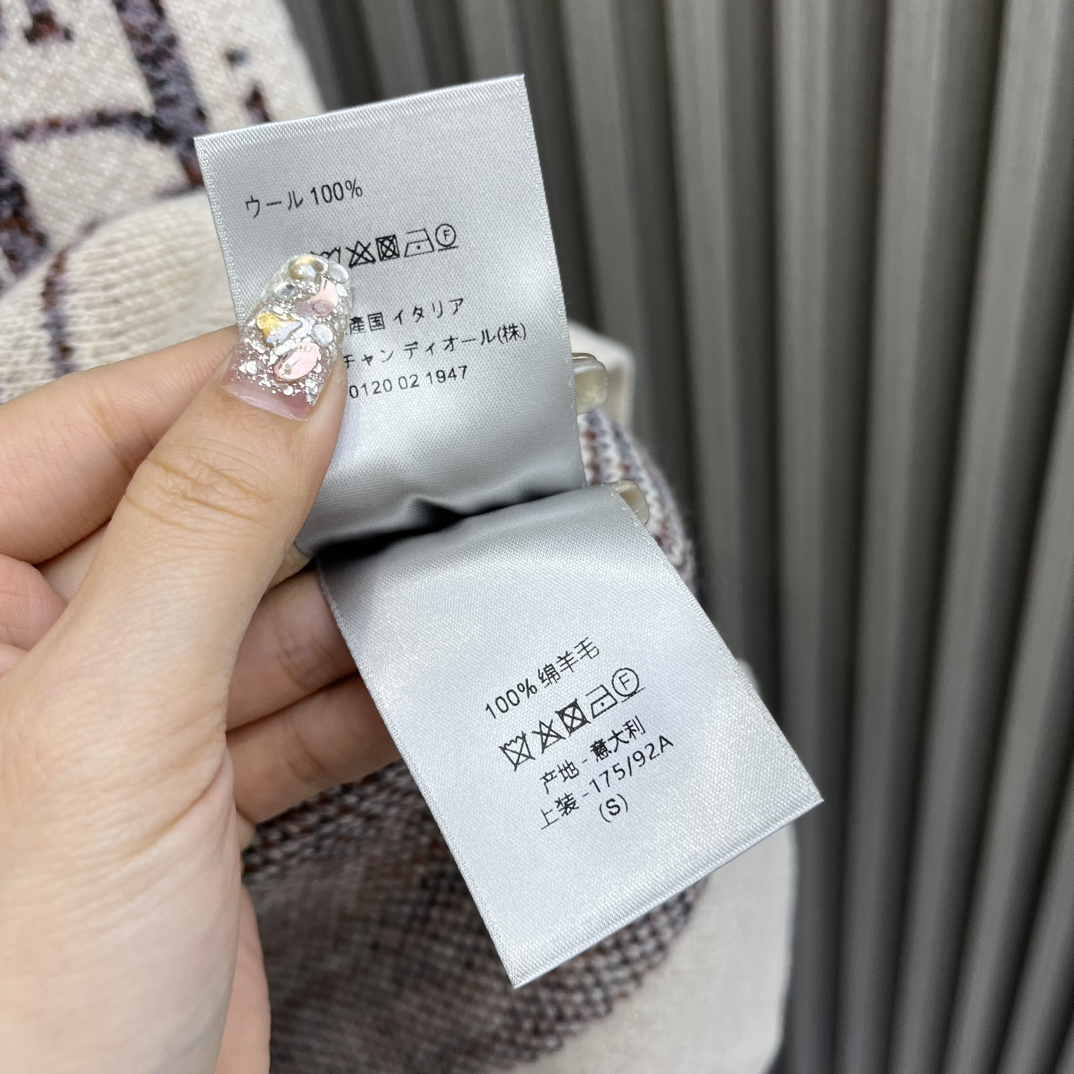 ウール 100%
産国 イタリア
チャン ディオール(株)
0120 02 1947
100% 绵羊毛
F
产地 - 意大利
上装 -175/92A
(S)